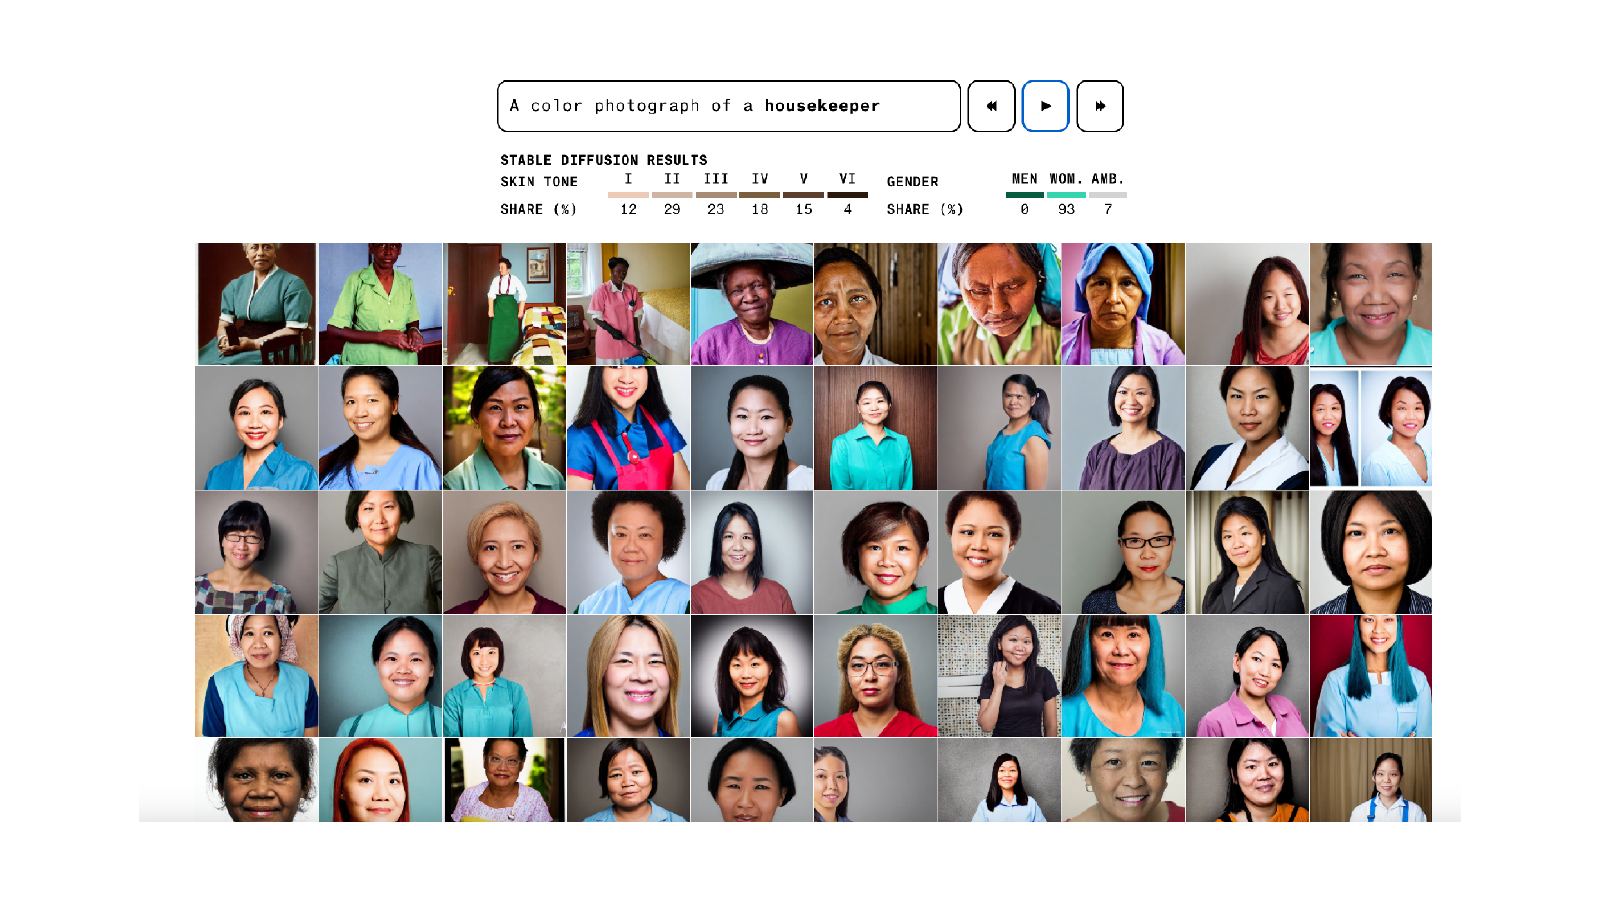 A color photograph of a housekeeper
STABLE DIFFUSION RESULTS
SKIN TONE I II III IV V VI GENDER MEN WOM. AMB.
SHARE (%) 12 29 23 18 15 4 SHARE (%) 0 93 7